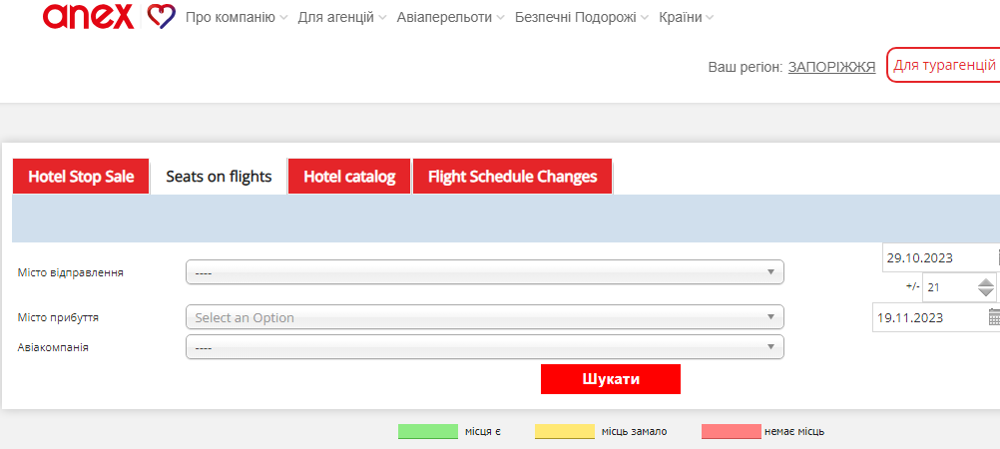 anex Про компанію Для агенцій Авіаперельоти Безпечні Подорожі Країни
Ваш регіон: ЗАПОРІЖЖЯ Для турагенцій
Hotel Stop Sale Seats on flights Hotel catalog Flight Schedule Changes
29.10.2023
Місто відправлення ----
+/- 21
Місто прибуття Select an Option 19.11.2023
Авіакомпанія ----
Шукати
місця є місць замало немає місць